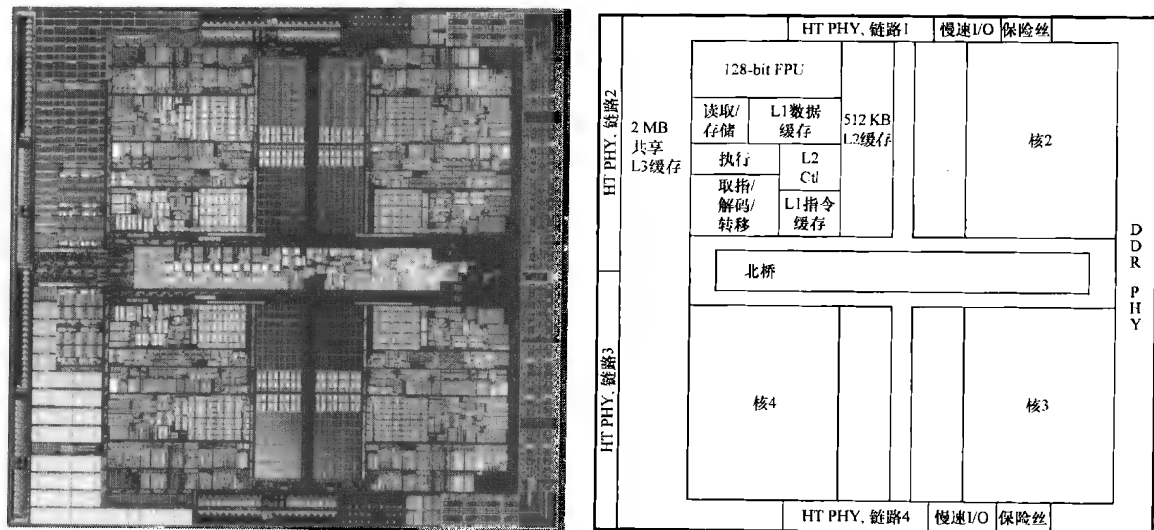 HT PHY, 链路1
慢速I/O
保险丝
HT PHY, 链路2
2 MB
共享
L3缓存
128-bit FPU
读取/
存储
L1数据
缓存
执行
L2
Ctl
取指/
解码/
转移
L1指令
缓存
512 KB
L2缓存
核2
北桥
DDR PHY
HT PHY, 链路3
核4
核3
HT PHY, 链路4
慢速I/O
保险丝